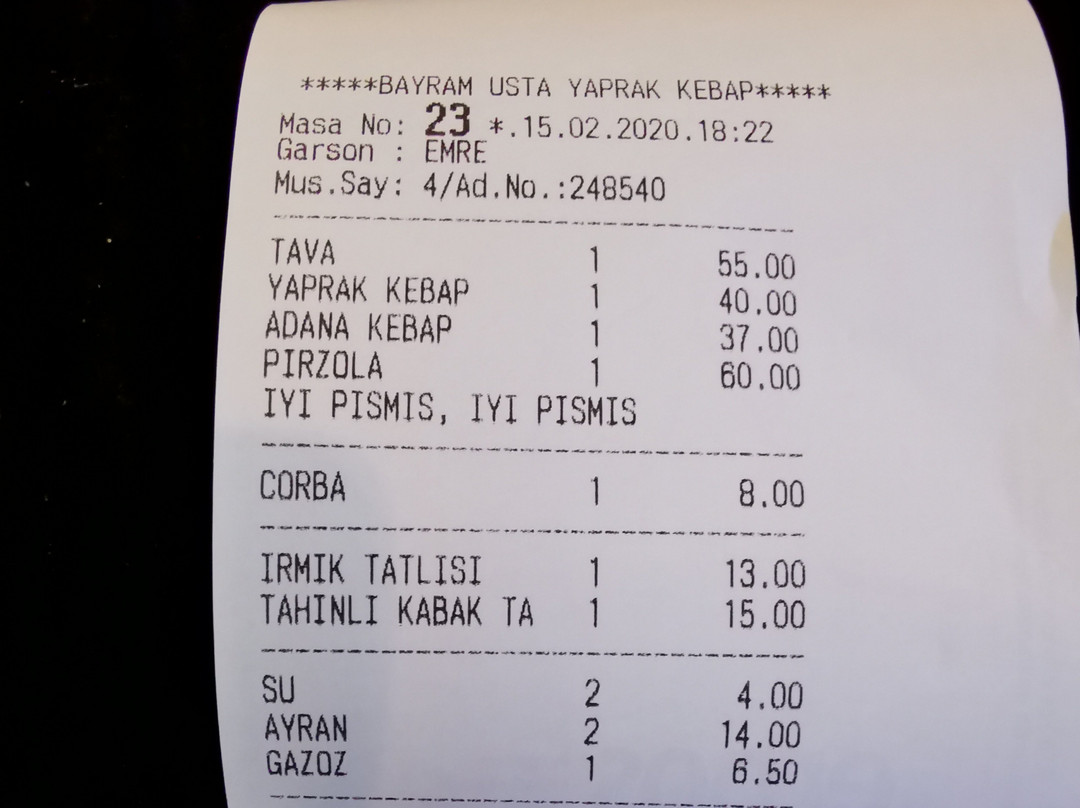 *****BAYRAM USTA YAPRAK KEBAP*****
Masa No: 23 *.15.02.2020.18:22
Garson : EMRE
Mus.Say: 4/Ad.No.:248540
TAVA 1 55.00
YAPRAK KEBAP 1 40.00
ADANA KEBAP 1 37.00
PIRZOLA 1 60.00
IYI PISMIS, IYI PISMIS
CORBA 1 8.00
IRMIK TATLISI 1 13.00
TAHINLI KABAK TA 1 15.00
SU 2 4.00
AYRAN 2 14.00
GAZOZ 1 6.50